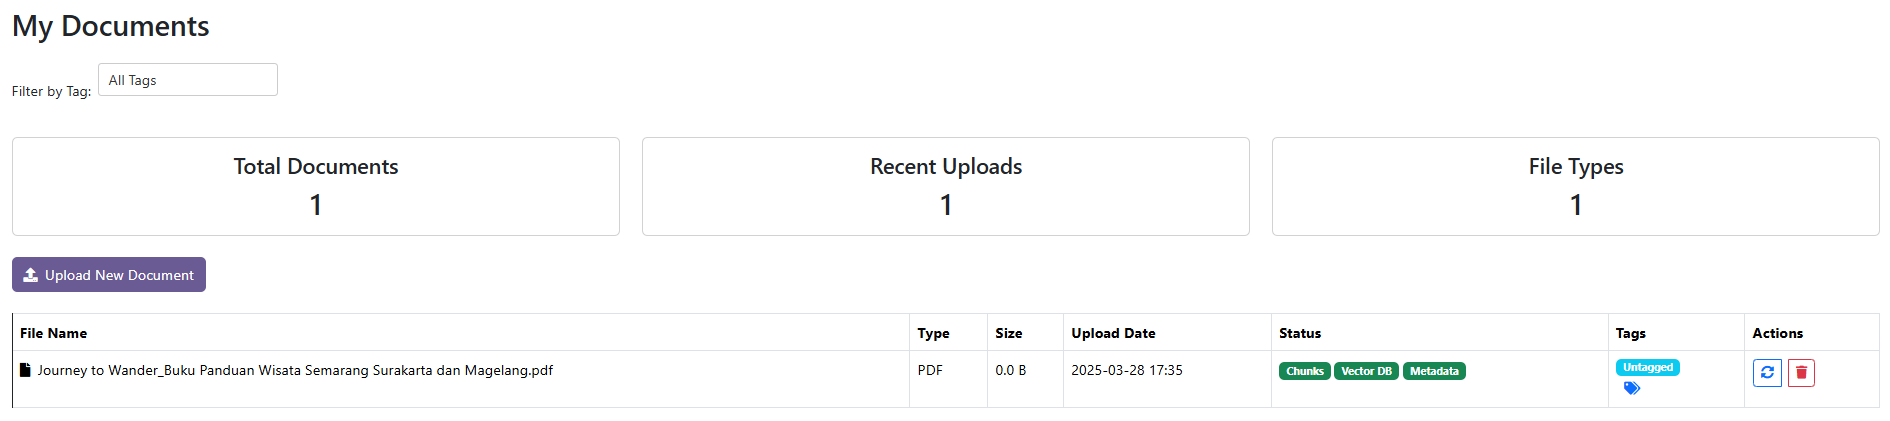 My Documents
Filter by Tag: All Tags
Total Documents
1
Recent Uploads
1
File Types
1
Upload New Document
File Name Type Size Upload Date Status Tags Actions
Journey to Wander_Buku Panduan Wisata Semarang Surakarta dan Magelang.pdf PDF 0.0 B 2025-03-28 17:35 Chunks Vector DB Metadata Untagged